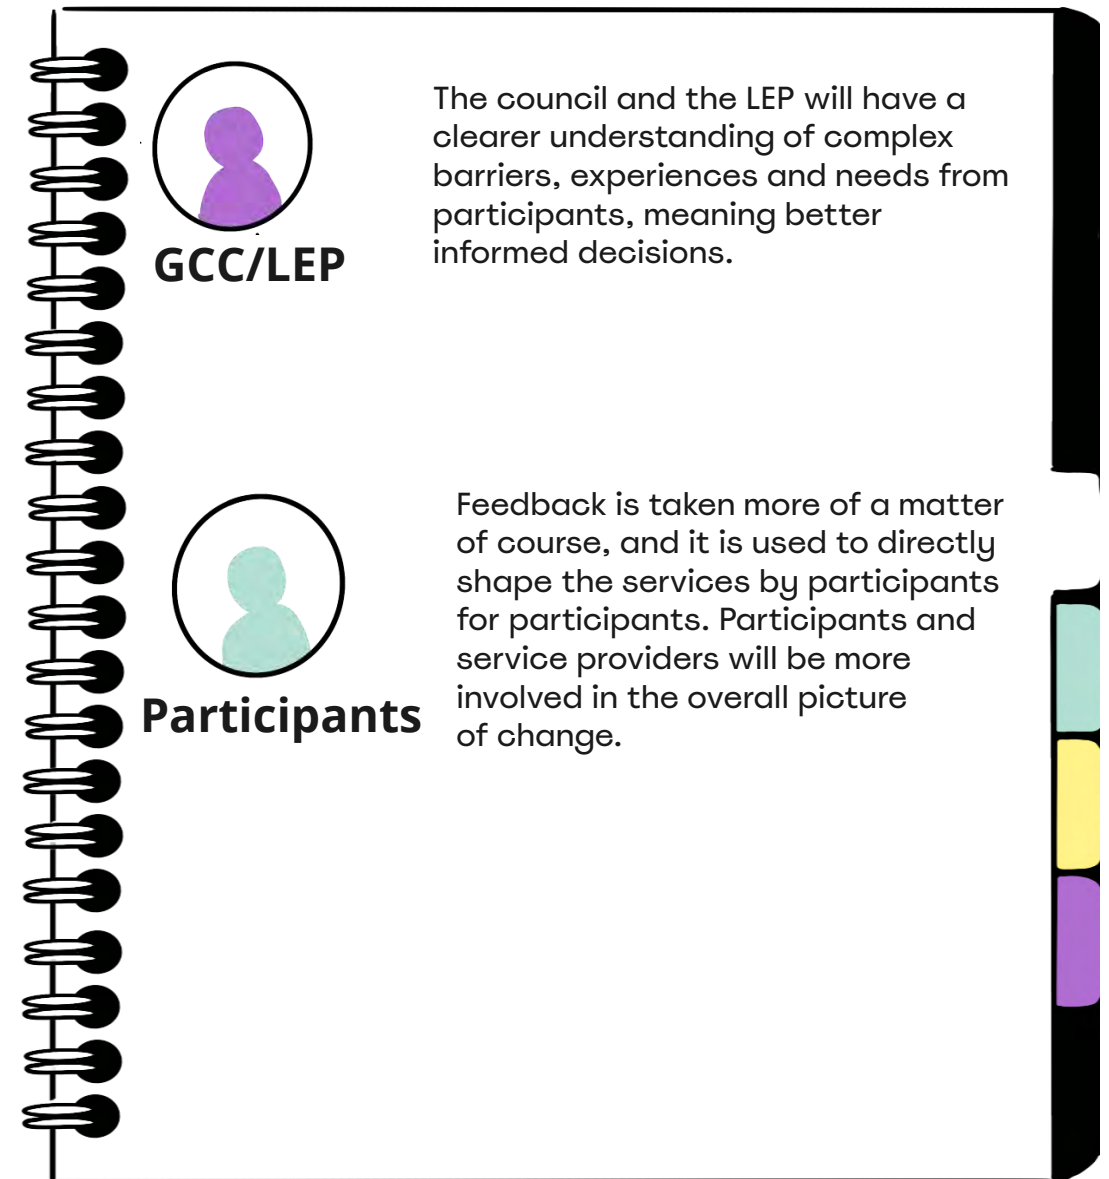 The council and the LEP will have a
clearer understanding of complex
barriers, experiences and needs from
participants, meaning better
informed decisions.
GCC/LEP
Feedback is taken more of a matter
of course, and it is used to directly
shape the services by participants
for participants. Participants and
service providers will be more
involved in the overall picture
of change.
Participants